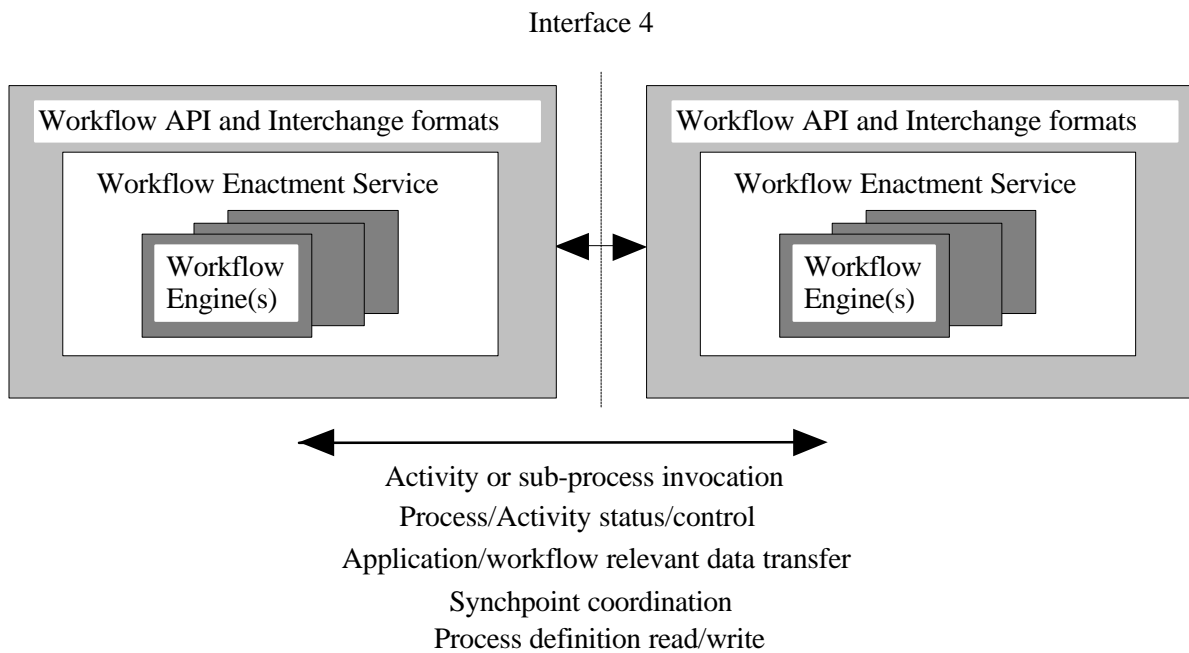 Interface 4
Workflow API and Interchange formats
Workflow Enactment Service
Workflow
Engine(s)
Workflow API and Interchange formats
Workflow Enactment Service
Workflow
Engine(s)
Activity or sub-process invocation
Process/Activity status/control
Application/workflow relevant data transfer
Synchpoint coordination
Process definition read/write